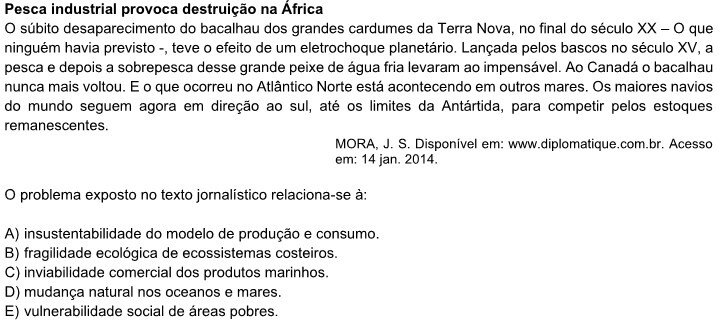 Pesca industrial provoca destruição na África
O súbito desaparecimento do bacalhau dos grandes cardumes da Terra Nova, no final do século XX – O que
ninguém havia previsto -, teve o efeito de um eletrochoque planetário. Lançada pelos bascos no século XV, a
pesca e depois a sobrepesca desse grande peixe de água fria levaram ao impensável. Ao Canadá o bacalhau
nunca mais voltou. E o que ocorreu no Atlântico Norte está acontecendo em outros mares. Os maiores navios
do mundo seguem agora em direção ao sul, até os limites da Antártida, para competir pelos estoques
remanescentes.
MORA, J. S. Disponível em: www.diplomatique.com.br. Acesso
em: 14 jan. 2014.
O problema exposto no texto jornalístico relaciona-se à:
A) insustentabilidade do modelo de produção e consumo.
B) fragilidade ecológica de ecossistemas costeiros.
C) inviabilidade comercial dos produtos marinhos.
D) mudança natural nos oceanos e mares.
E) vulnerabilidade social de áreas pobres.